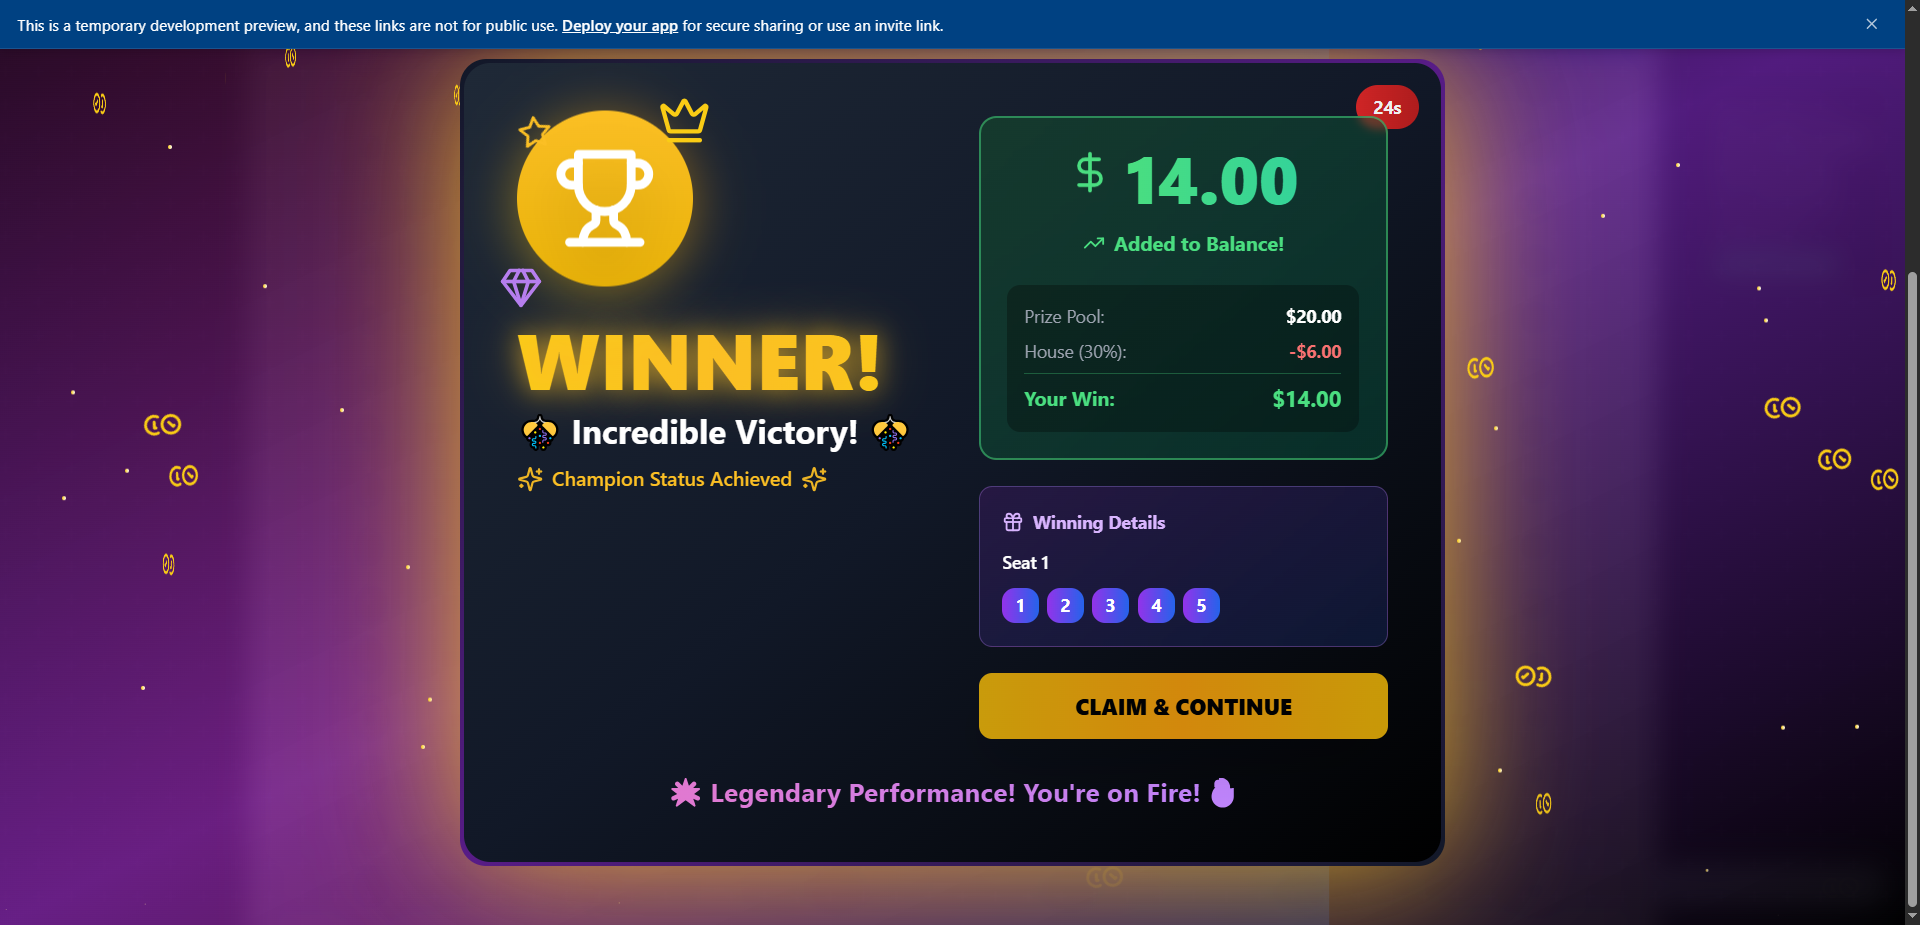 This is a temporary development preview, and these links are not for public use. Deploy your app for secure sharing or use an invite link.
24s
$ 14.00
Added to Balance!
Prize Pool: $20.00
House (30%): -$6.00
Your Win: $14.00
WINNER!
Incredible Victory!
Champion Status Achieved
Winning Details
Seat 1
1 2 3 4 5
CLAIM & CONTINUE
Legendary Performance! You're on Fire!